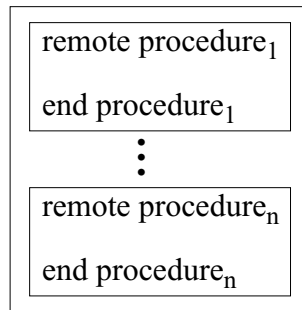 remote procedure₁
end procedure₁
⋮
remote procedureₙ
end procedureₙ